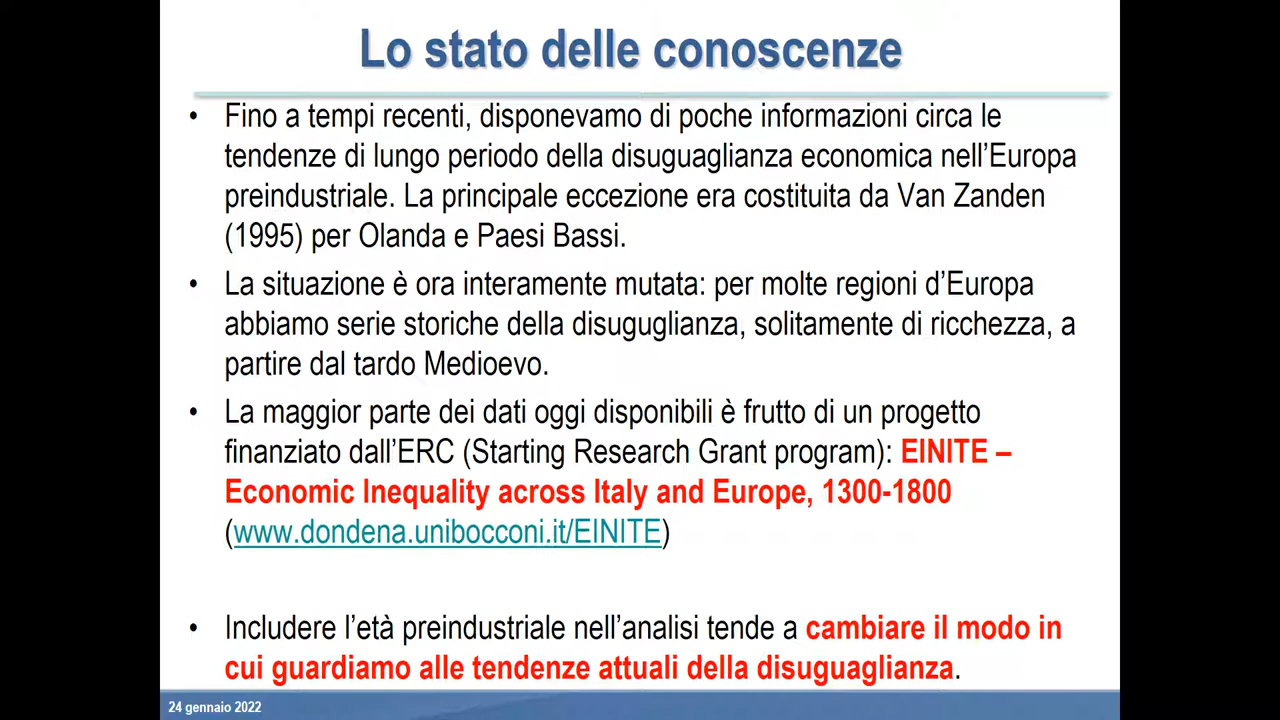 Lo stato delle conoscenze
• Fino a tempi recenti, disponevamo di poche informazioni circa le
tendenze di lungo periodo della disuguaglianza economica nell’Europa
preindustriale. La principale eccezione era costituita da Van Zanden
(1995) per Olanda e Paesi Bassi.
• La situazione è ora interamente mutata: per molte regioni d’Europa
abbiamo serie storiche della disuguglianza, solitamente di ricchezza, a
partire dal tardo Medioevo.
• La maggior parte dei dati oggi disponibili è frutto di un progetto
finanziato dall’ERC (Starting Research Grant program): EINITE –
Economic Inequality across Italy and Europe, 1300-1800
(www.dondena.unibocconi.it/EINITE)
• Includere l’età preindustriale nell’analisi tende a cambiare il modo in
cui guardiamo alle tendenze attuali della disuguaglianza.
24 gennaio 2022